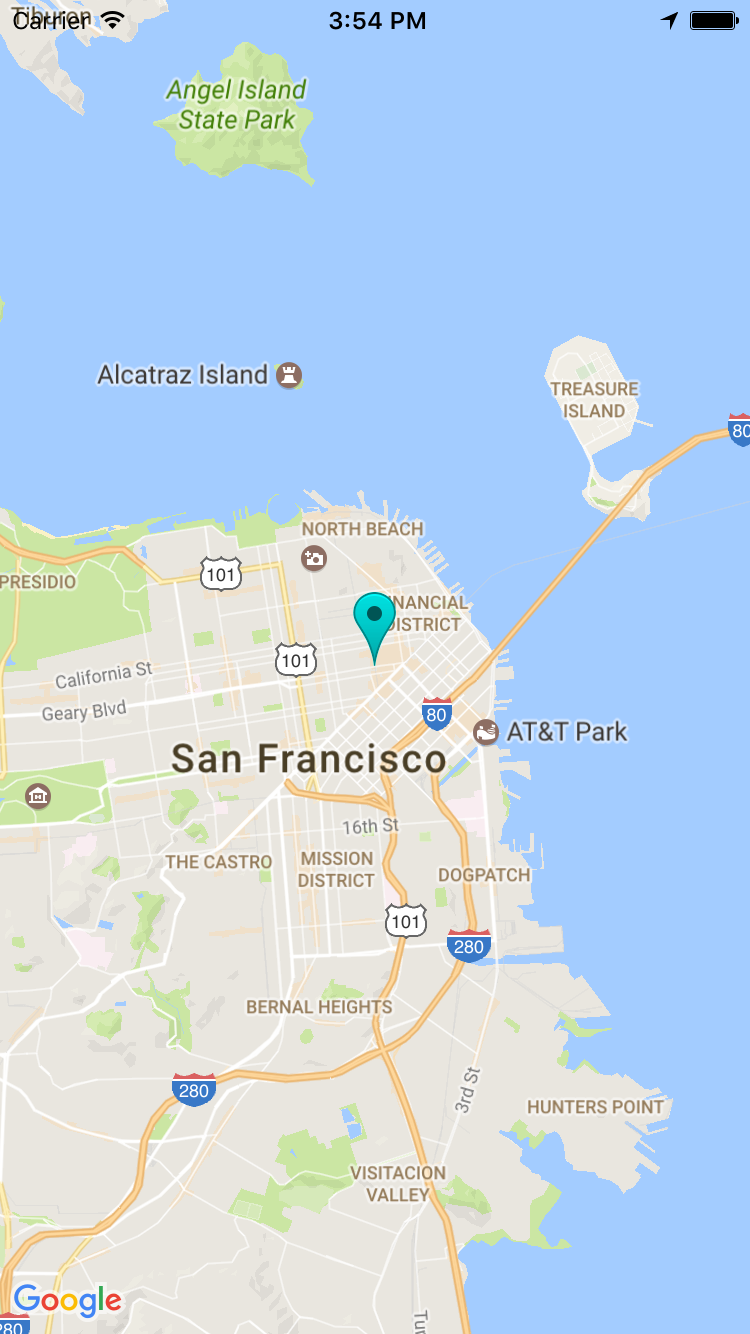 Tiburon
Carrier
3:54 PM
Angel Island
State Park
Alcatraz Island
TREASURE
ISLAND
80
NORTH BEACH
101
PRESIDIO
INANCIAL
DISTRICT
101
California St
Geary Blvd
80
AT&T Park
San Francisco
16th St
THE CASTRO
MISSION
DISTRICT
DOGPATCH
101
280
BERNAL HEIGHTS
280
3rd St
HUNTERS POINT
VISITACION
VALLEY
Google
280